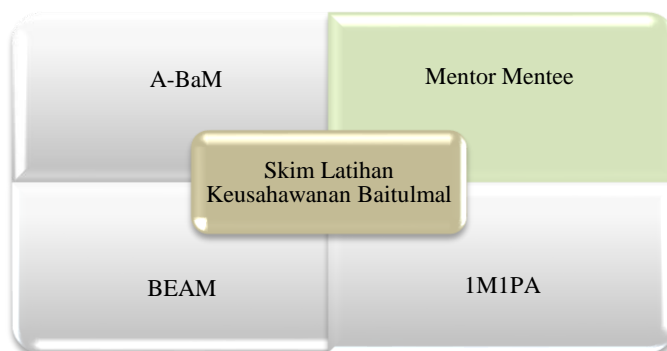 A-BaM
Mentor Mentee
Skim Latihan
Keusahawanan Baitulmal
BEAM
1M1PA